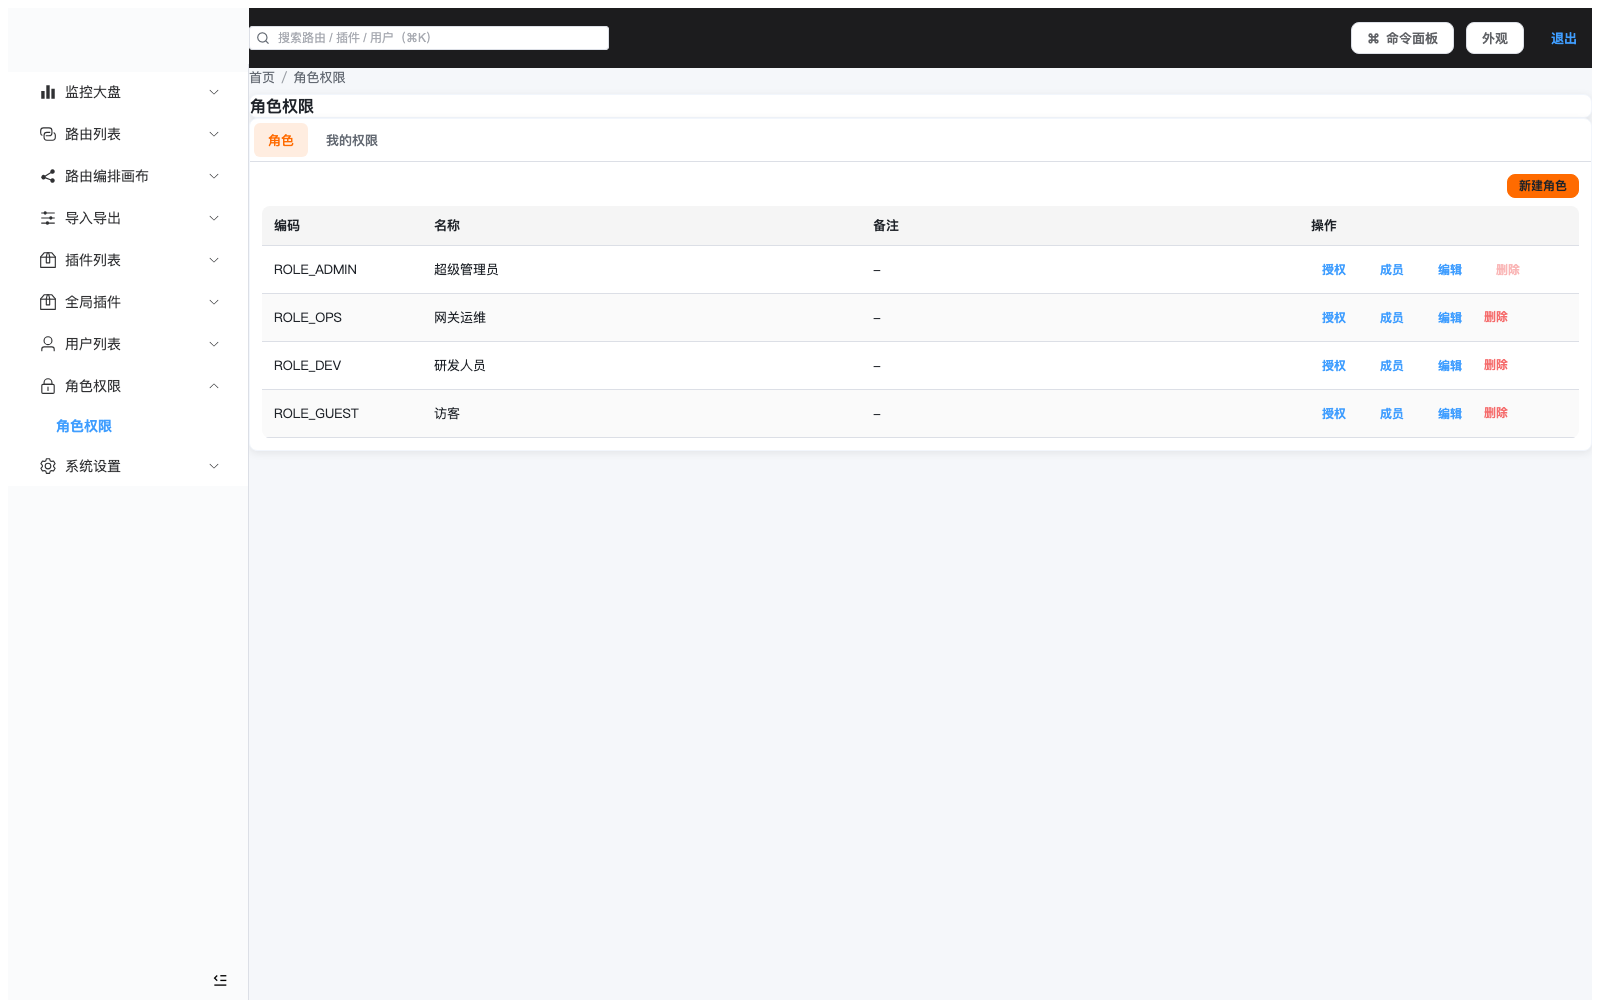 搜索路由 / 插件 / 用户（⌘K）
⌘ 命令面板
外观
退出
监控大盘
路由列表
路由编排画布
导入导出
插件列表
全局插件
用户列表
角色权限
角色权限
系统设置
首页 / 角色权限
角色权限
角色 我的权限
新建角色
编码 名称 备注 操作
ROLE_ADMIN 超级管理员 – 授权 成员 编辑 删除
ROLE_OPS 网关运维 – 授权 成员 编辑 删除
ROLE_DEV 研发人员 – 授权 成员 编辑 删除
ROLE_GUEST 访客 – 授权 成员 编辑 删除